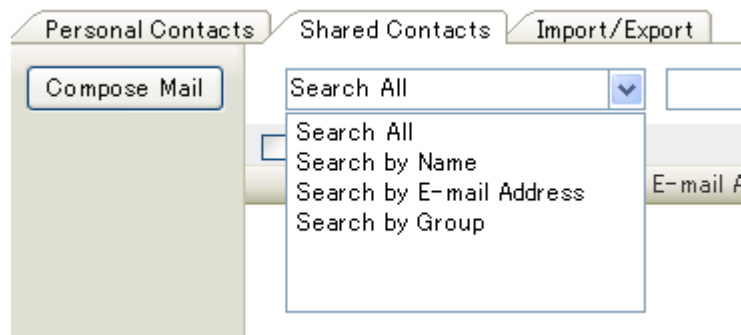 Personal Contacts Shared Contacts Import/Export
Compose Mail Search All
Search All
Search by Name
Search by E-mail Address E-mail
Search by Group